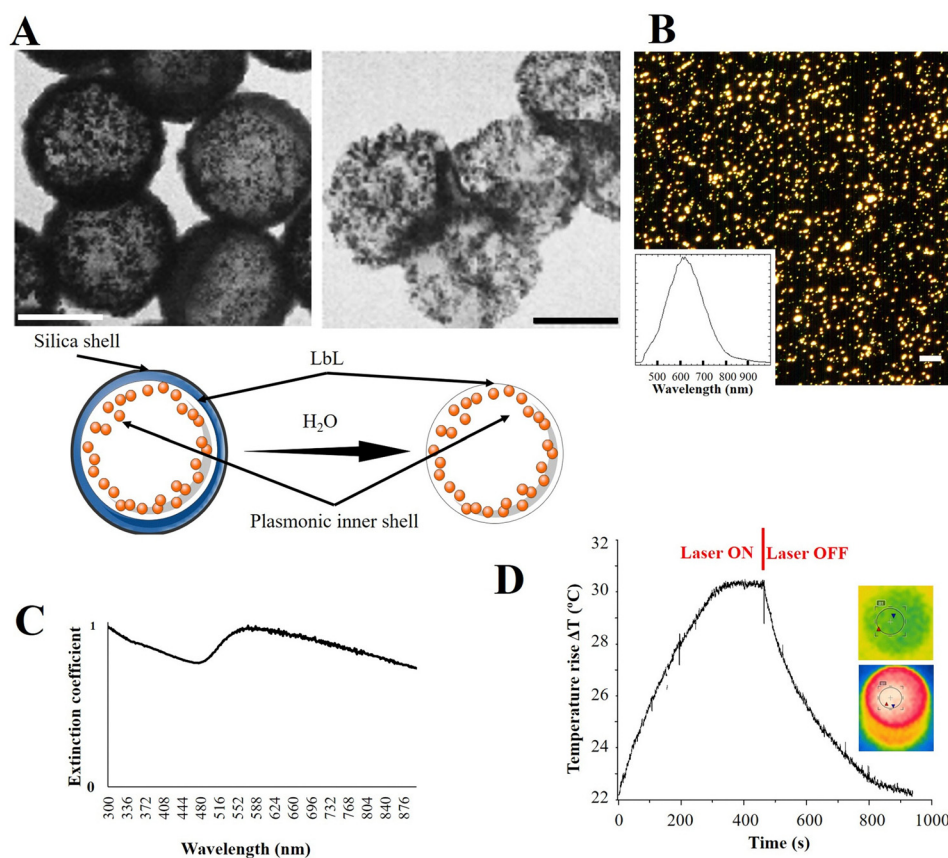 A
B
500 600 700 800 900
Wavelength (nm)
Silica shell
LbL
H₂O
Plasmonic inner shell
C
Extinction coefficient
1
0
300 336 372 408 444 480 516 552 588 624 660 696 732 768 804 840 876
Wavelength (nm)
D
Temperature rise ΔT (ºC)
32
30
28
26
24
22
Laser ON
Laser OFF
0 200 400 600 800 1000
Time (s)